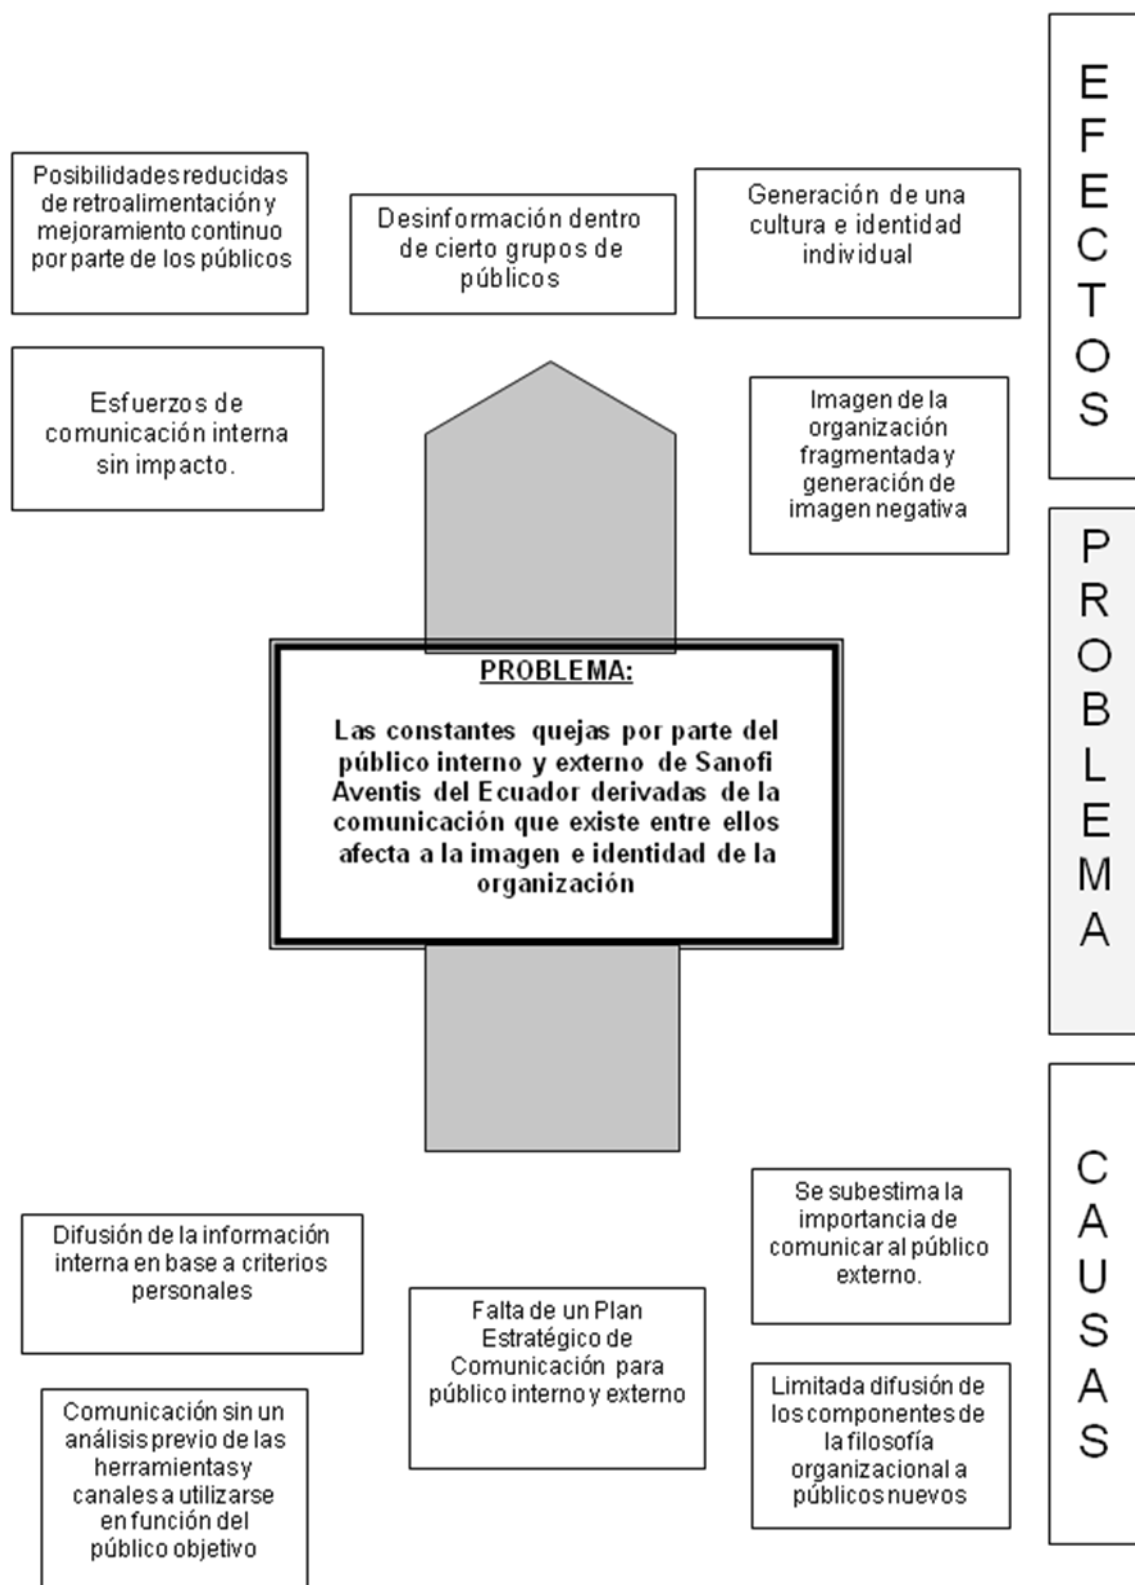 Posibilidades reducidas
de retroalimentación y
mejoramiento continuo
por parte de los públicos
Desinformación dentro
de cierto grupos de
públicos
Generación de una
cultura e identidad
individual
Esfuerzos de
comunicación interna
sin impacto.
Imagen de la
organización
fragmentada y
generación de
imagen negativa
EFECTOS
PROBLEMA:
Las constantes quejas por parte del
público interno y externo de Sanofi
Aventis del Ecuador derivadas de la
comunicación que existe entre ellos
afecta a la imagen e identidad de la
organización
PROBLEMA
Difusión de la información
interna en base a criterios
personales
Falta de un Plan
Estratégico de
Comunicación para
público interno y externo
Se subestima la
importancia de
comunicar al público
externo.
Comunicación sin un
análisis previo de las
herramientas y
canales a utilizarse
en función del
público objetivo
Limitada difusión de
los componentes de
la filosofía
organizacional a
públicos nuevos
CAUSAS